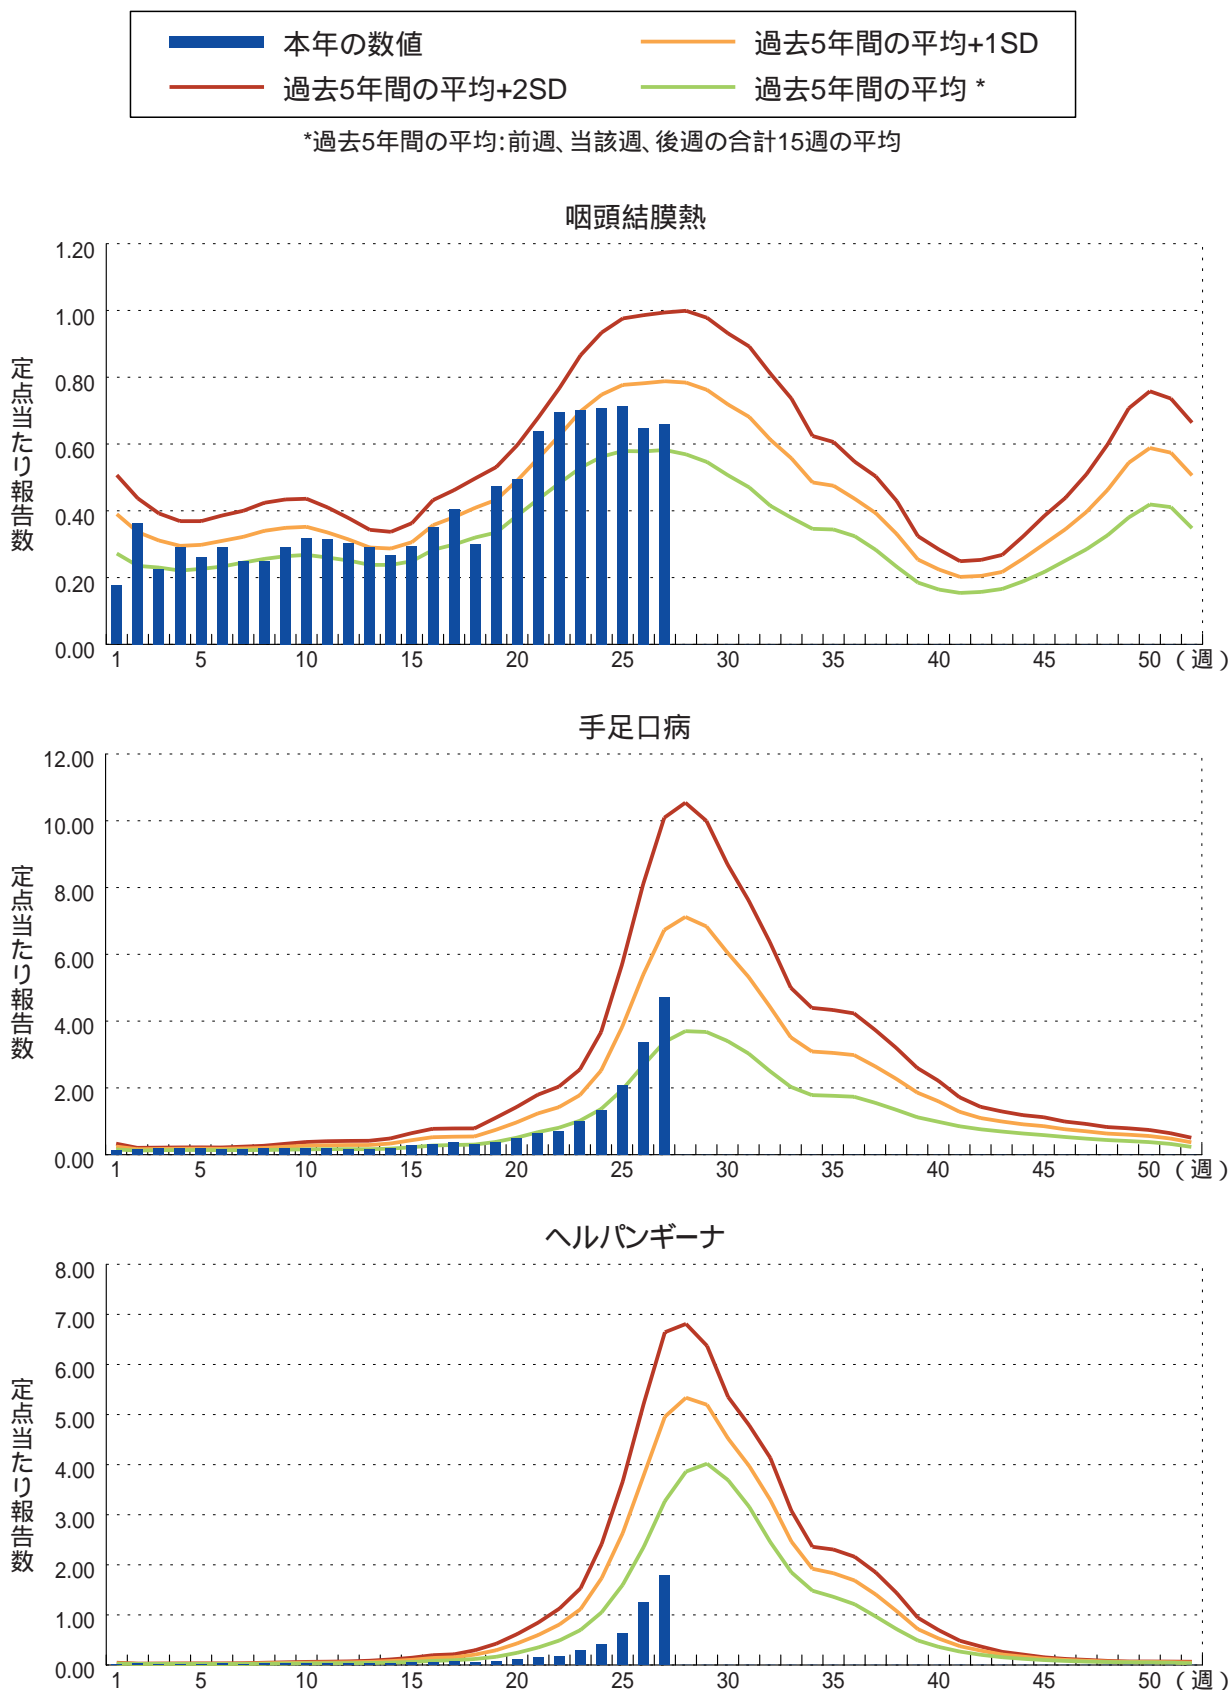 本年の数値
過去5年間の平均+1SD
過去5年間の平均+2SD
過去5年間の平均 *
*過去5年間の平均:前週、当該週、後週の合計15週の平均
咽頭結膜熱
定点当たり報告数
1.20
1.00
0.80
0.60
0.40
0.20
0.00
1 5 10 15 20 25 30 35 40 45 50 (週)
手足口病
定点当たり報告数
12.00
10.00
8.00
6.00
4.00
2.00
0.00
1 5 10 15 20 25 30 35 40 45 50 (週)
ヘルパンギーナ
定点当たり報告数
8.00
7.00
6.00
5.00
4.00
3.00
2.00
1.00
0.00
1 5 10 15 20 25 30 35 40 45 50 (週)